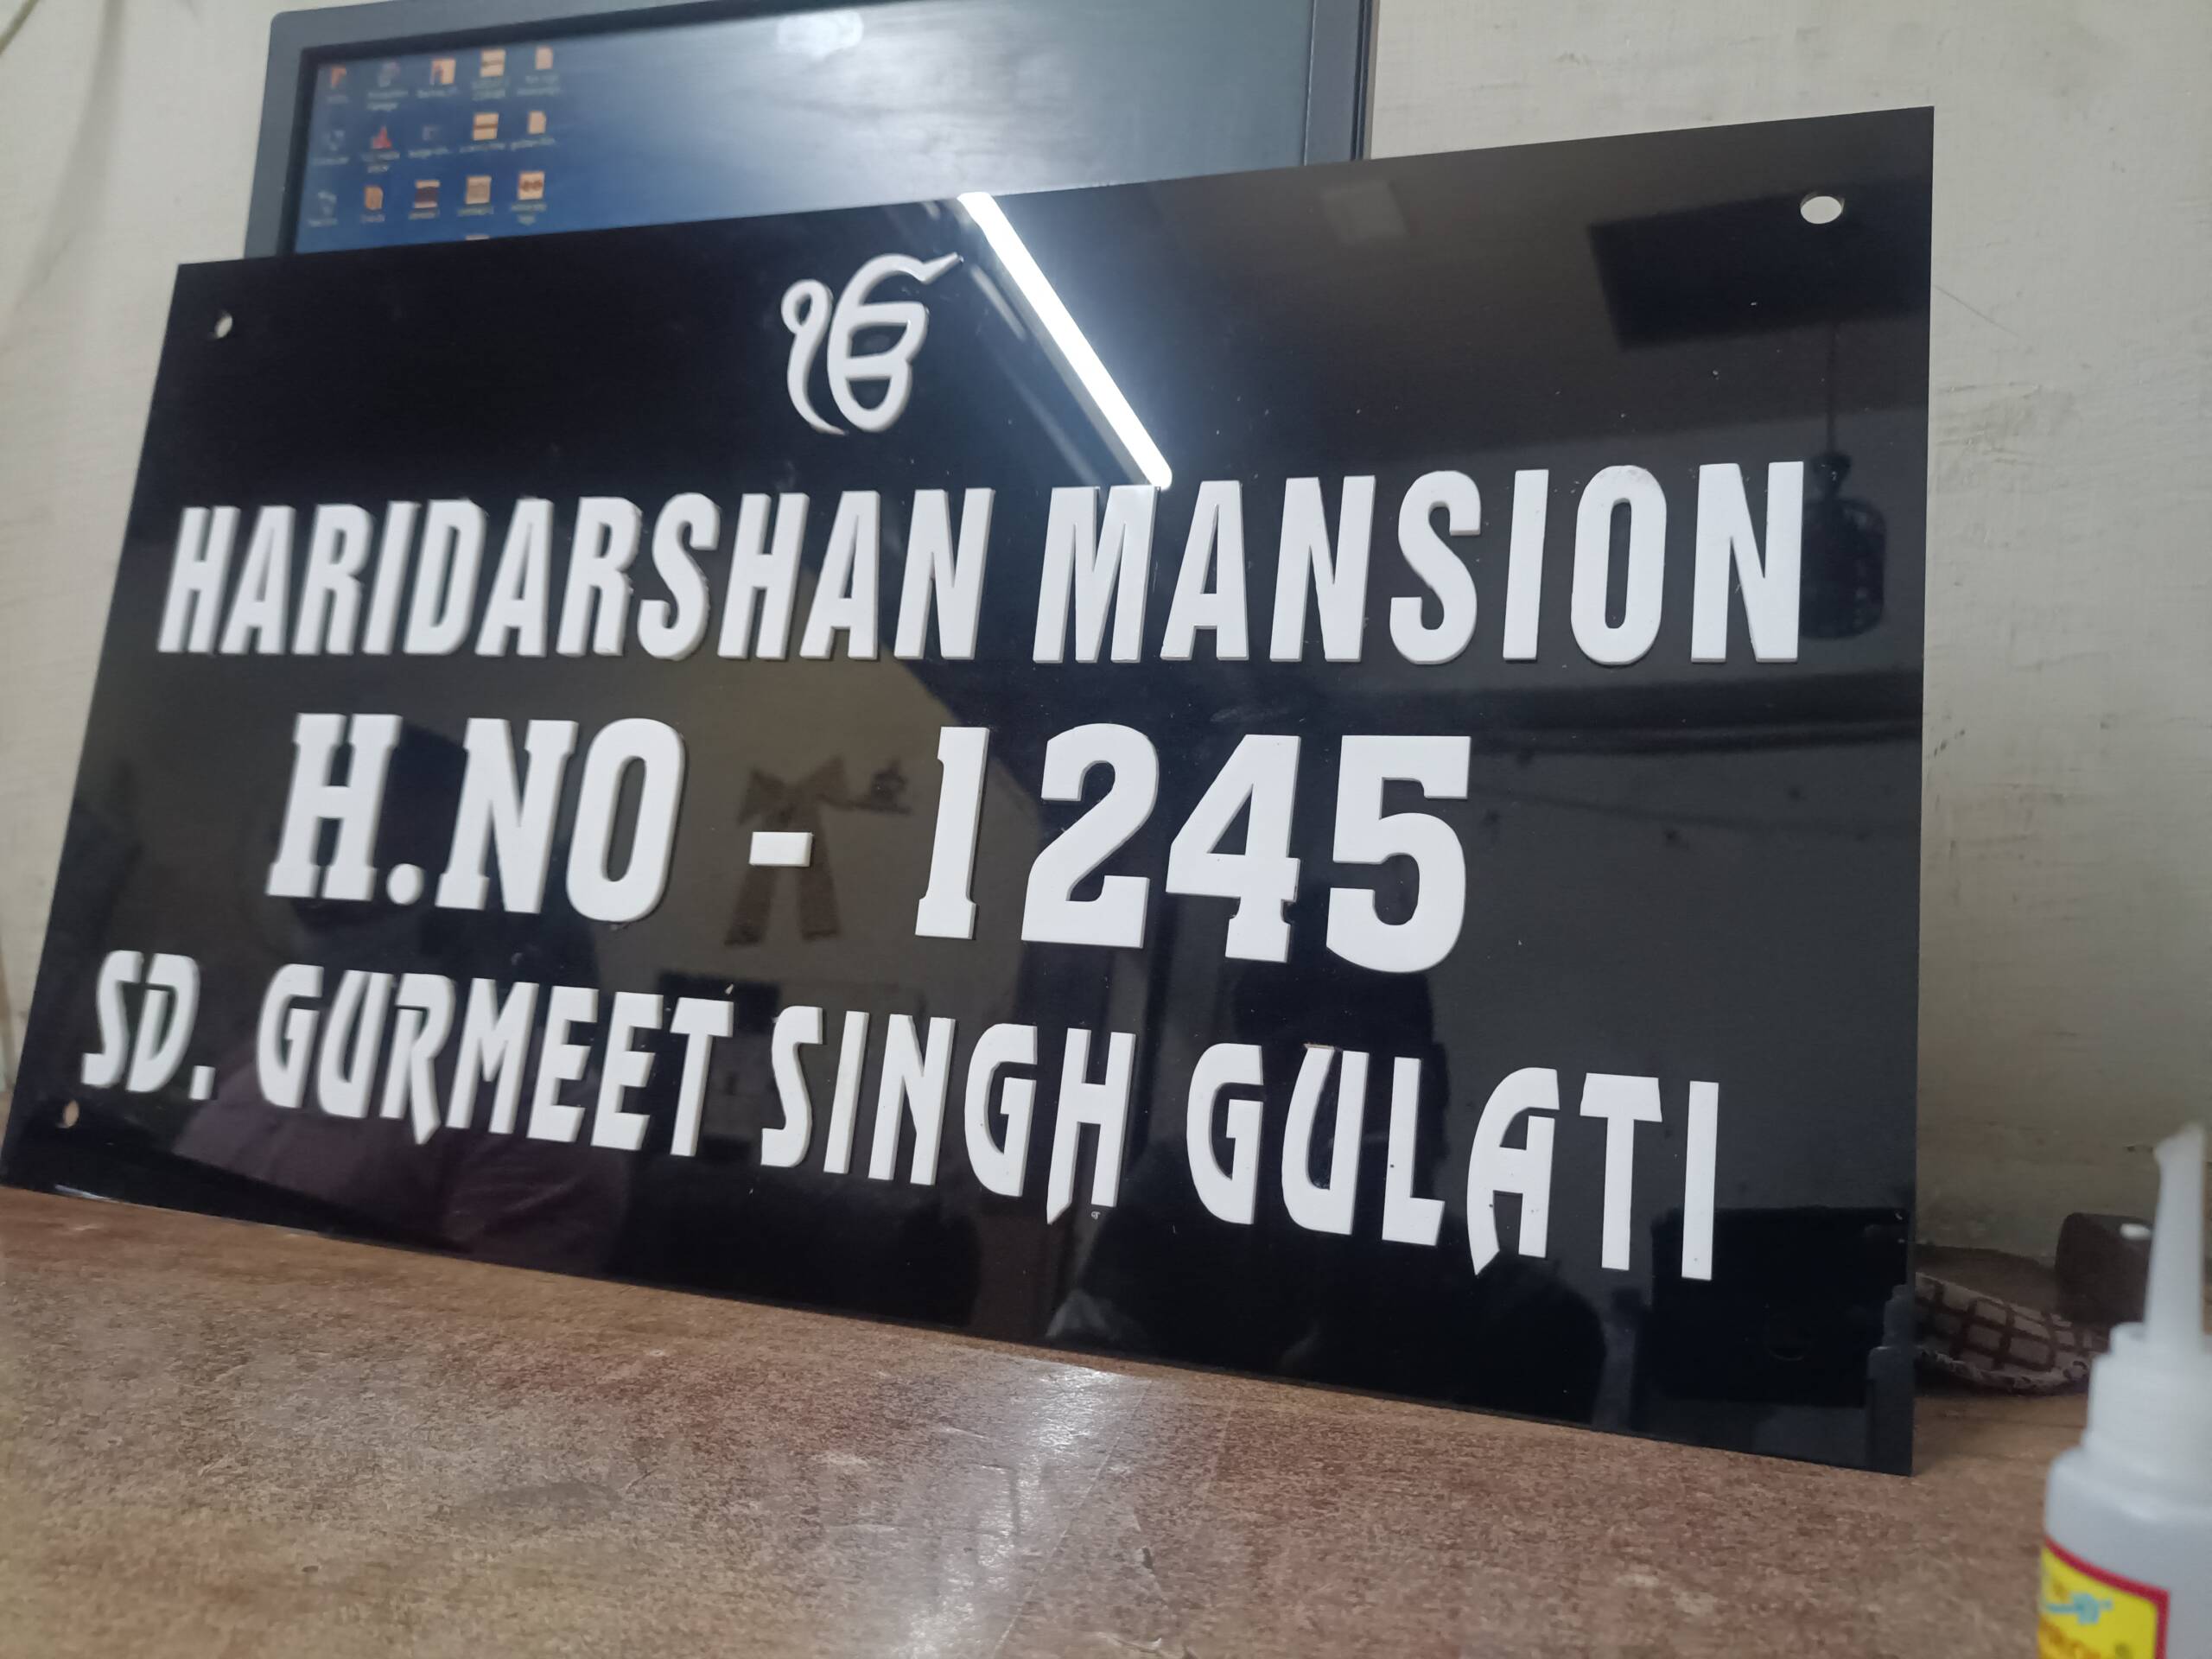 ੴ
HARIDARSHAN MANSION
H.NO - 1245
SD. GURMEET SINGH GULATI